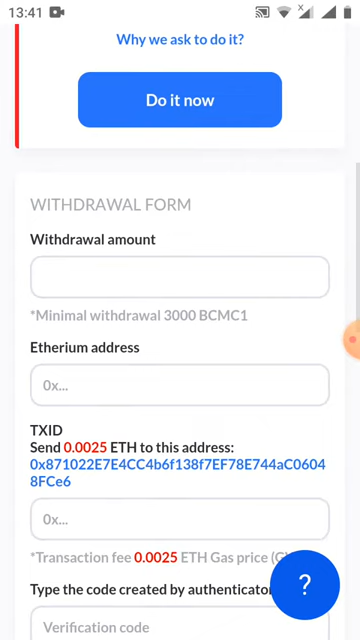 13:41
x
Why we ask to do it?
Do it now
WITHDRAWAL FORM
Withdrawal amount
*Minimal withdrawal 3000 BCMC1
Etherium address
0x...
TXID
Send 0.0025 ETH to this address:
0x871022E7E4CC4b6f138f7EF78E744aC0604
8FCe6
0x...
*Transaction fee 0.0025 ETH Gas price (G
?
Type the code created by authenticato
Verification code